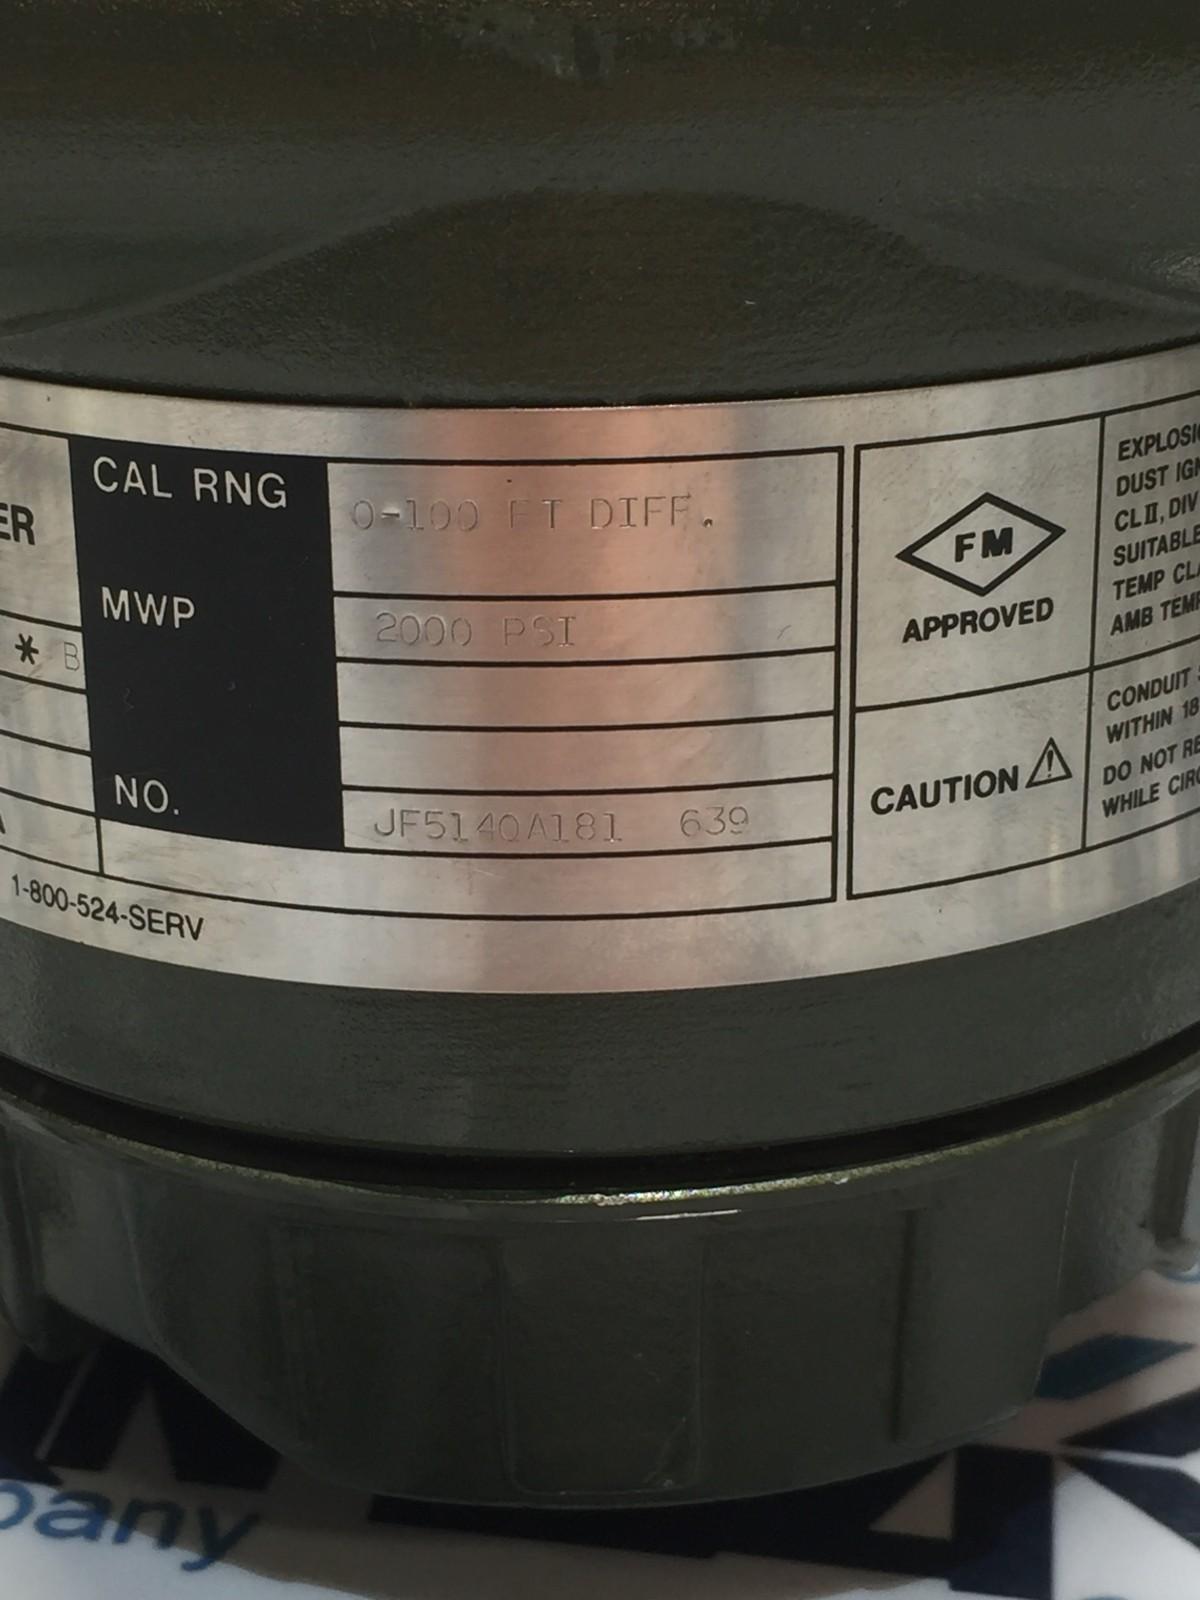 ER
* B
A
1-800-524-SERV
CAL RNG 0-100 FT DIFF.
MWP 2000 PSI
NO. JF5140A181 639
FM
APPROVED
CAUTION
EXPLOSI
DUST IGN
CL II, DIV
SUITABLE
TEMP CLA
AMB TEMP
CONDUIT S
WITHIN 18
DO NOT RE
WHILE CIRC
pany